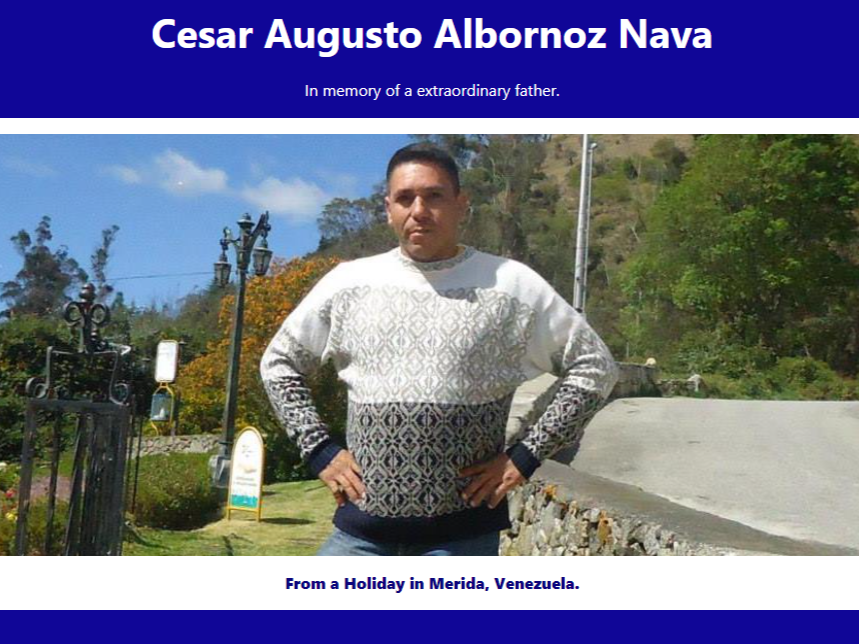 Cesar Augusto Albornoz Nava
In memory of a extraordinary father.
From a Holiday in Merida, Venezuela.